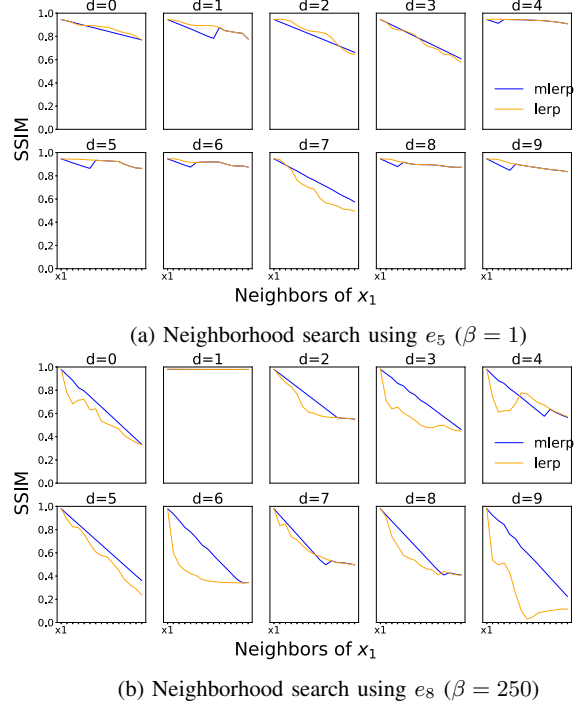 d=0 d=1 d=2 d=3 d=4
1.0
0.8
0.6
0.4
0.2
0.0
SSIM
mlerp
lerp
d=5 d=6 d=7 d=8 d=9
1.0
0.8
0.6
0.4
0.2
0.0
x1 x1 x1 x1 x1
Neighbors of x₁
(a) Neighborhood search using e₅ (β = 1)
d=0 d=1 d=2 d=3 d=4
1.0
0.8
0.6
0.4
0.2
0.0
SSIM
mlerp
lerp
d=5 d=6 d=7 d=8 d=9
1.0
0.8
0.6
0.4
0.2
0.0
x1 x1 x1 x1 x1
Neighbors of x₁
(b) Neighborhood search using e₈ (β = 250)